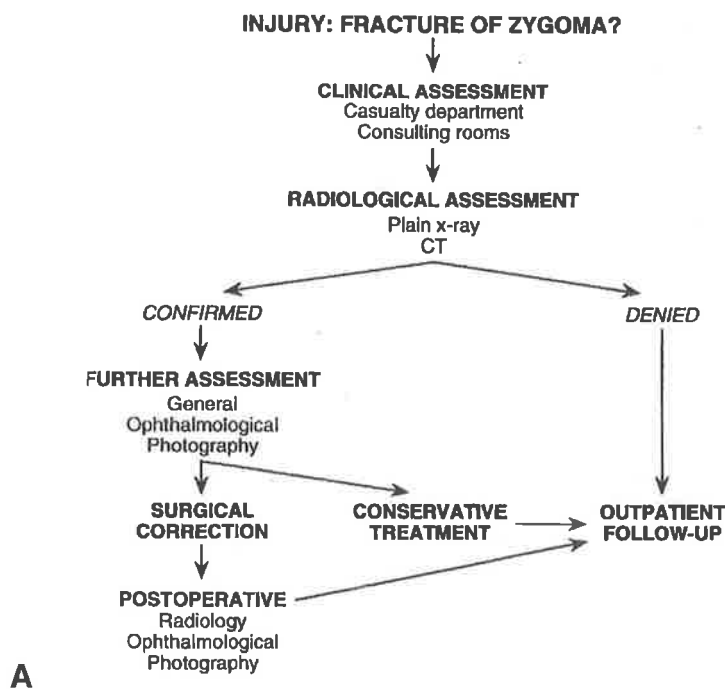 INJURY: FRACTURE OF ZYGOMA?
CLINICAL ASSESSMENT
Casualty department
Consulting rooms
RADIOLOGICAL ASSESSMENT
Plain x-ray
CT
CONFIRMED
DENIED
FURTHER ASSESSMENT
General
Ophthalmological
Photography
SURGICAL
CORRECTION
CONSERVATIVE
TREATMENT
OUTPATIENT
FOLLOW-UP
POSTOPERATIVE
Radiology
Ophthalmological
Photography
A